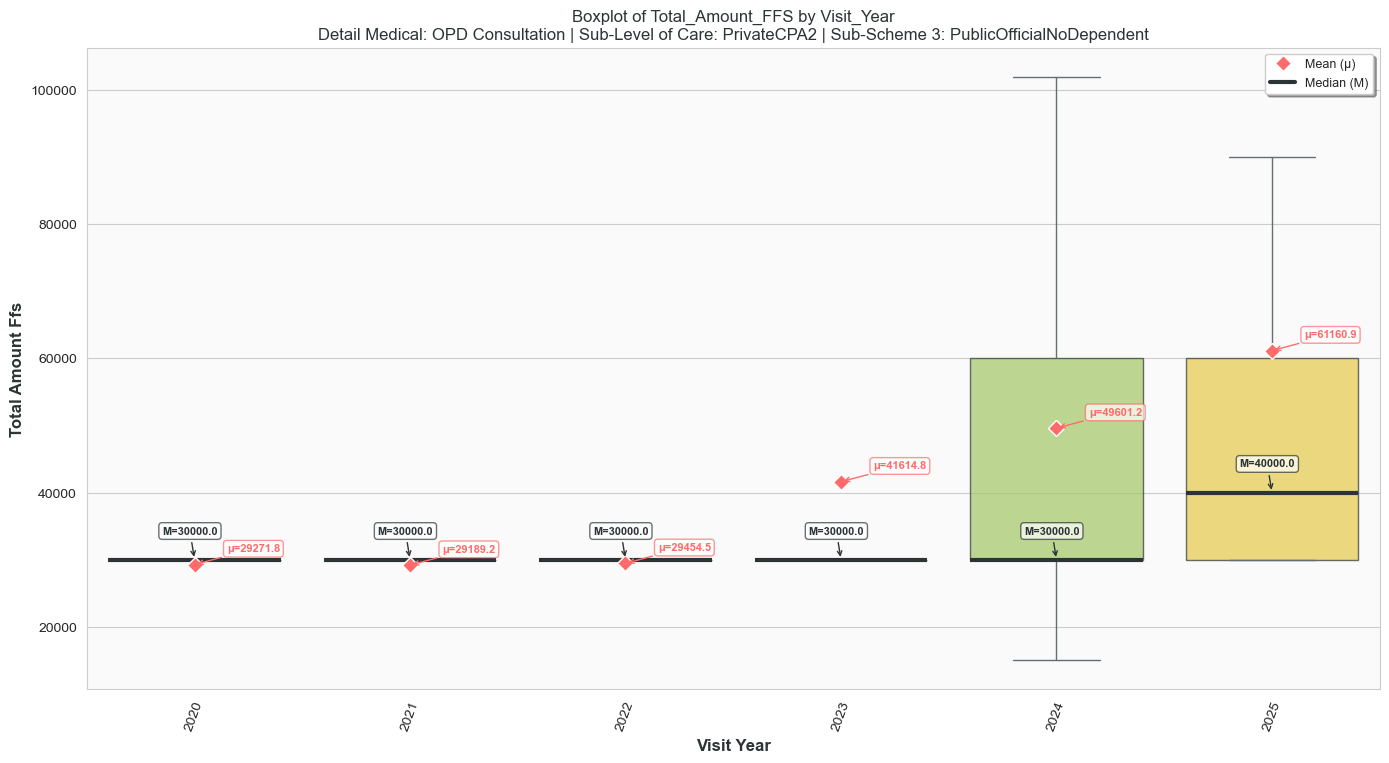 Boxplot of Total_Amount_FFS by Visit_Year
Detail Medical: OPD Consultation | Sub-Level of Care: PrivateCPA2 | Sub-Scheme 3: PublicOfficialNoDependent
Mean (μ)
Median (M)
Total Amount Ffs
100000
80000
60000
40000
20000
M=30000.0
μ=29271.8
M=30000.0
μ=29189.2
M=30000.0
μ=29454.5
μ=41614.8
M=30000.0
μ=49601.2
M=30000.0
μ=61160.9
M=40000.0
2020
2021
2022
2023
2024
2025
Visit Year